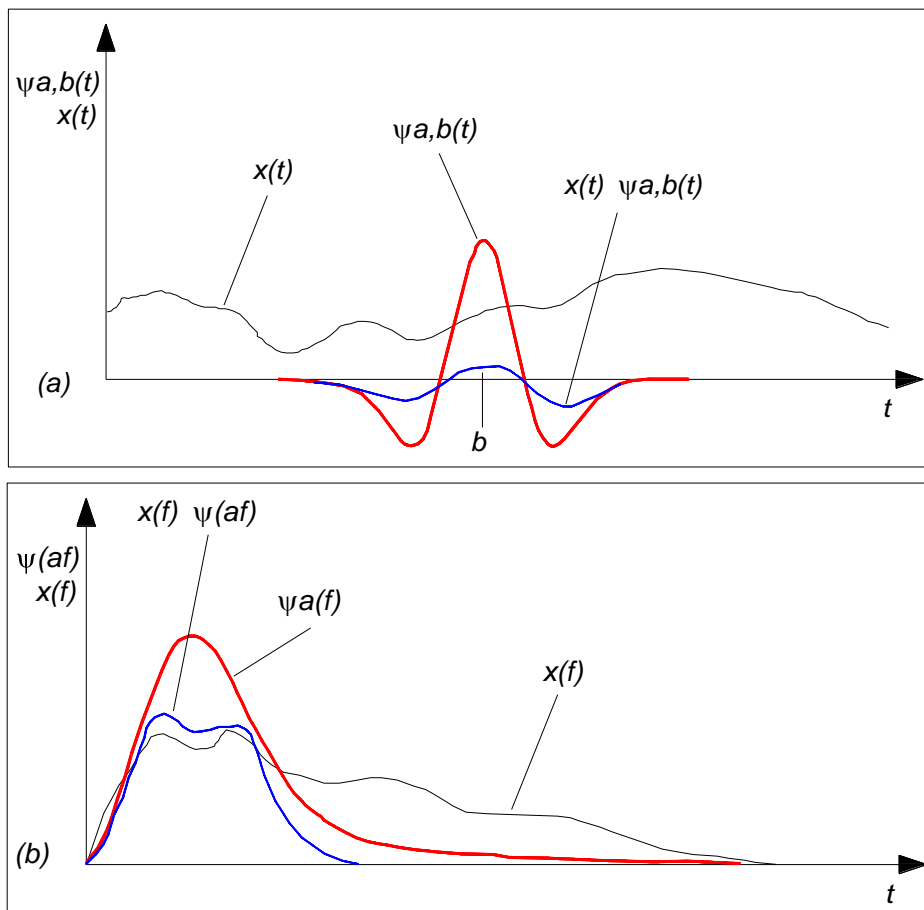 ψa,b(t)
x(t)
ψa,b(t)
x(t)
x(t) ψa,b(t)
(a)
b
t
x(f) ψ(af)
ψ(af)
x(f)
ψa(f)
x(f)
(b)
t